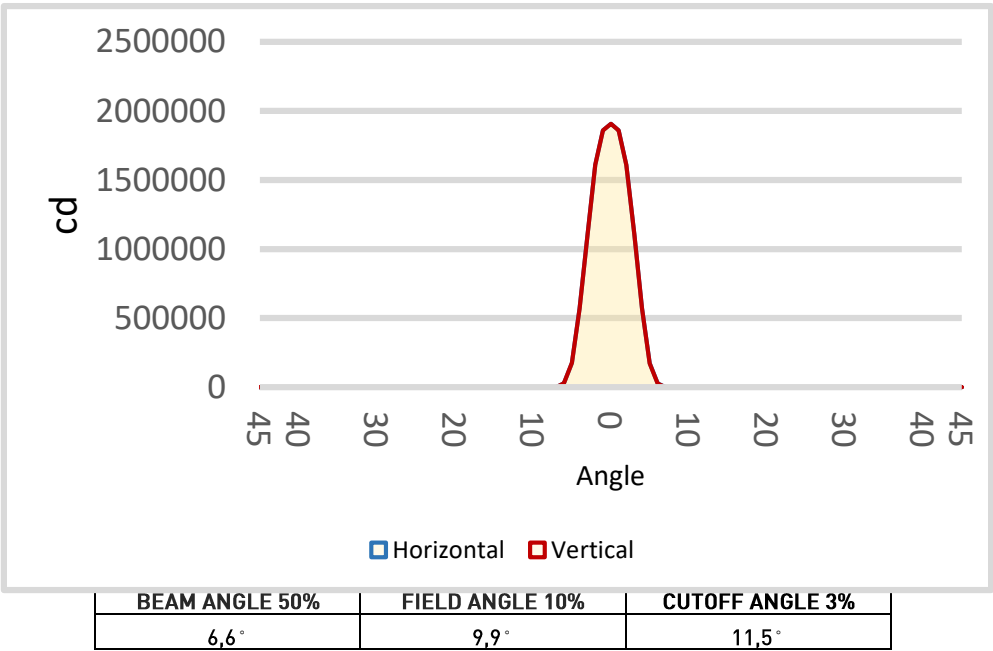 2500000
2000000
1500000
1000000
500000
0
cd
45 40 30 20 10 0 10 20 30 40 45
Angle
Horizontal Vertical
BEAM ANGLE 50% FIELD ANGLE 10% CUTOFF ANGLE 3%
6,6° 9,9° 11,5°